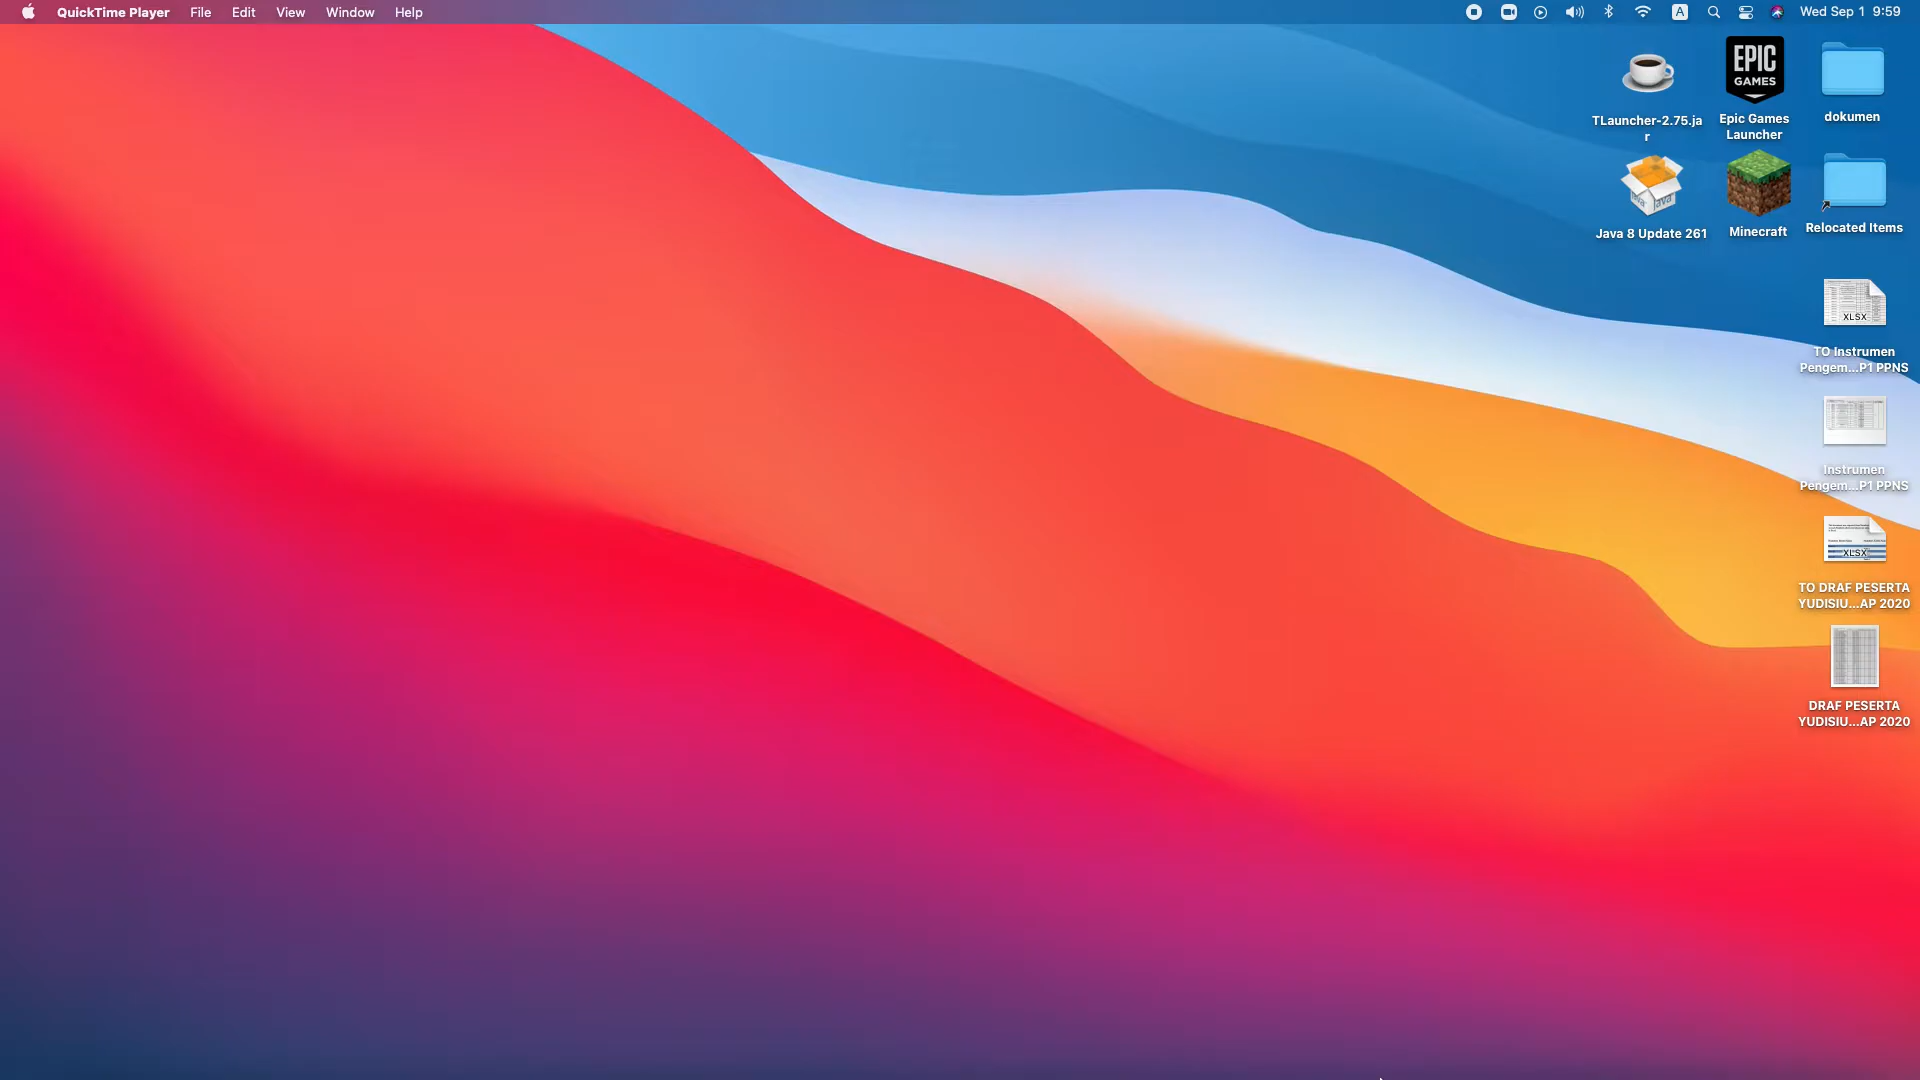 QuickTime Player File Edit View Window Help A Wed Sep 1 9:59
TLauncher-2.75.ja
r
EPIC
GAMES
Epic Games
Launcher
dokumen
Java
Java 8 Update 261
Minecraft
Relocated Items
XLSX
TO Instrumen
Pengem...P1 PPNS
Instrumen
Pengem...P1 PPNS
XLSX
TO DRAF PESERTA
YUDISIU...AP 2020
DRAF PESERTA
YUDISIU...AP 2020